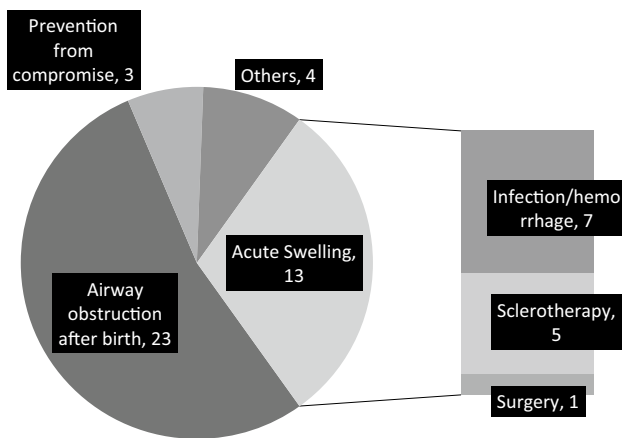 Prevention
from
compromise, 3
Others, 4
Infection/hemo
rrhage, 7
Acute Swelling,
13
Airway
obstruction
after birth, 23
Sclerotherapy,
5
Surgery, 1